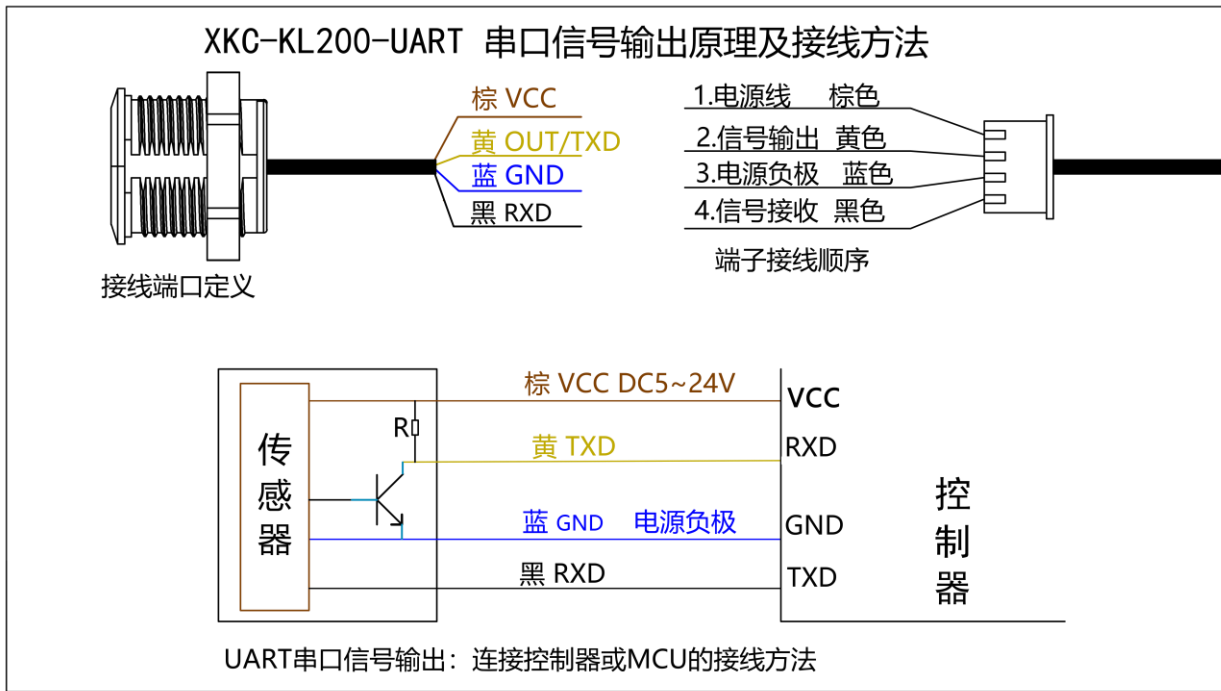 XKC-KL200-UART 串口信号输出原理及接线方法
棕 VCC
黄 OUT/TXD
蓝 GND
黑 RXD
接线端口定义
1.电源线 棕色
2.信号输出 黄色
3.电源负极 蓝色
4.信号接收 黑色
端子接线顺序
传感器
R
棕 VCC DC5~24V
黄 TXD
蓝 GND 电源负极
黑 RXD
VCC
RXD
GND
TXD
控制器
UART串口信号输出：连接控制器或MCU的接线方法